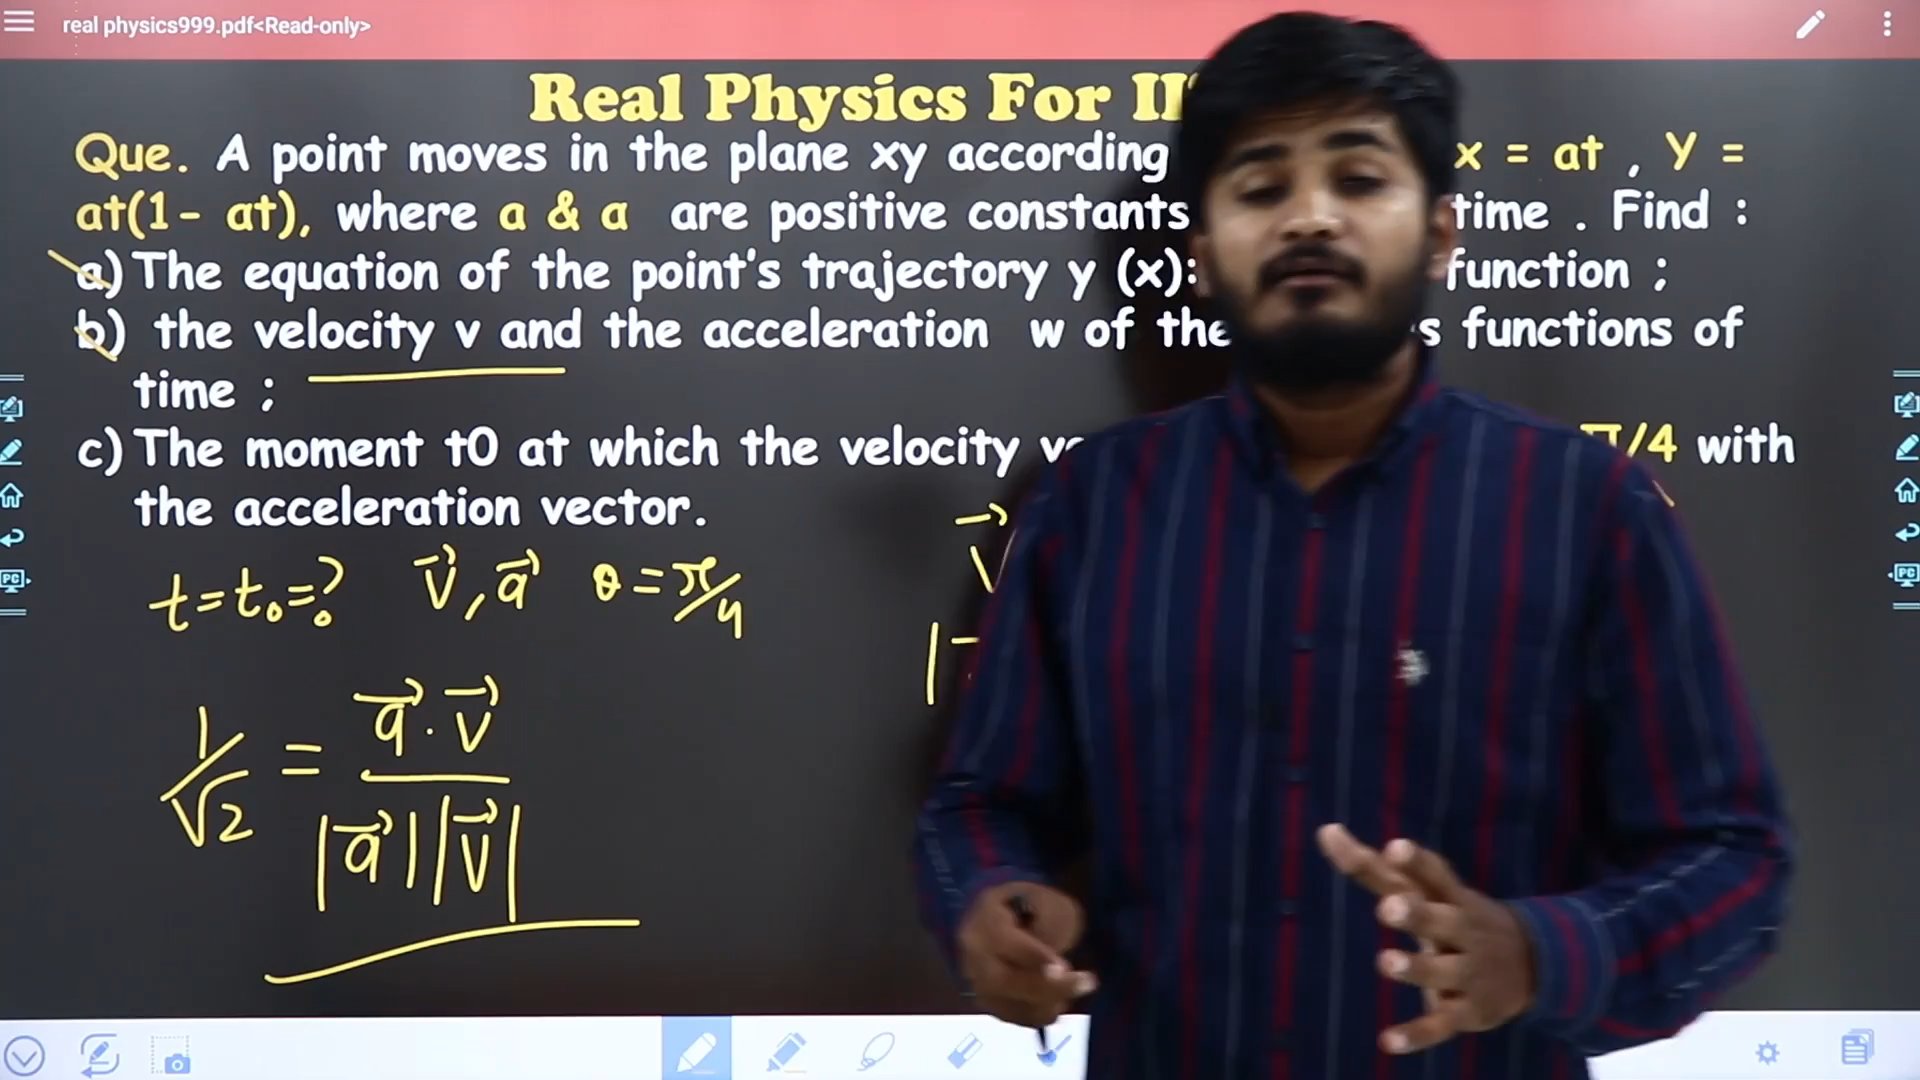 real physics999.pdf<Read-only>
Real Physics For
Que. A point moves in the plane xy according x = at , Y =
at(1- at), where a & α are positive constants time . Find :
a) The equation of the point's trajectory y (x): function ;
b) the velocity v and the acceleration w of the functions of
time ;
c) The moment t0 at which the velocity π/4 with
the acceleration vector.
t=t₀=? v⃗, a⃗ θ=π/4
v⃗
1/√2 = a⃗·v⃗ / |a⃗||v⃗|
PC
PC